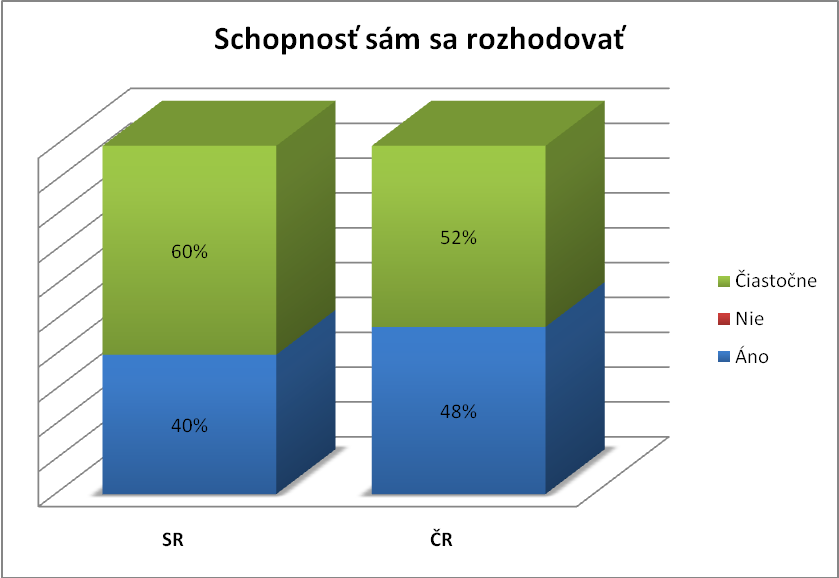 Schopnosť sám sa rozhodovať
60%
52%
40%
48%
SR
ČR
Čiastočne
Nie
Áno